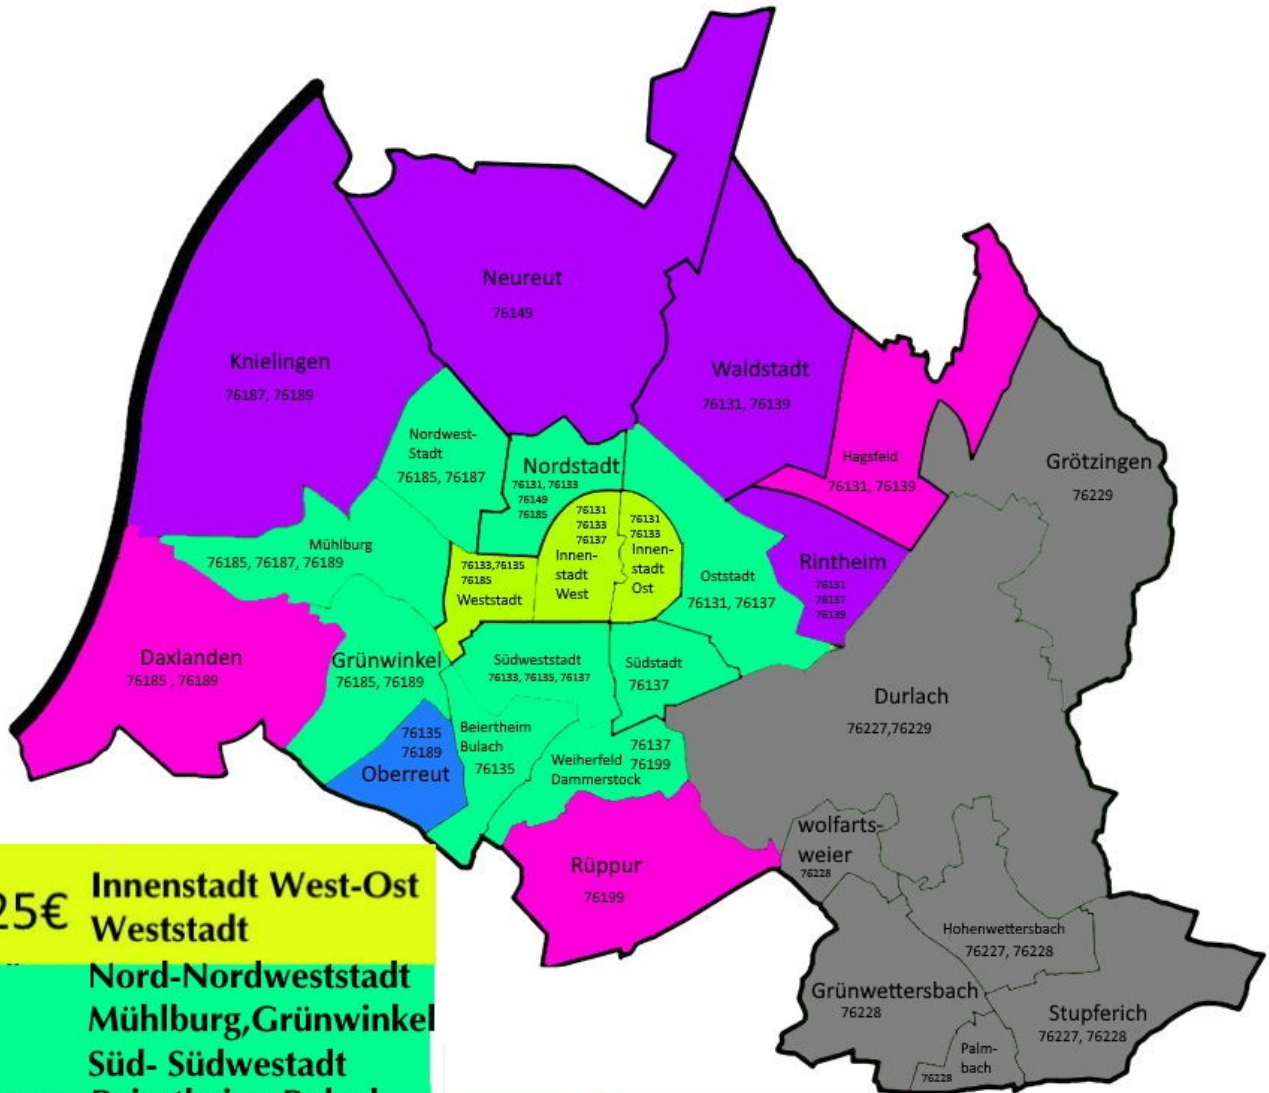 Neureut
76149
Knielingen
76187, 76189
Waldstadt
76131, 76139
Nordwest-
Stadt
76185, 76187
Nordstadt
76131, 76133
76149
76185
Hagsfeld
76131, 76139
Grötzingen
76229
Mühlburg
76185, 76187, 76189
76133,76135
76185
Weststadt
76131
76133
76137
Innen-
stadt
West
76131
76133
Innen-
stadt
Ost
Oststadt
76131, 76137
Rintheim
76131
76137
76139
Daxlanden
76185 , 76189
Grünwinkel
76185, 76189
Südweststadt
76133, 76135, 76137
Südstadt
76137
Durlach
76227,76229
76135
76189
Oberreut
Beiertheim
Bulach
76135
Weiherfeld
Dammerstock
76137
76199
Rüppur
76199
wolfarts-
weier
76228
Hohenwettersbach
76227, 76228
Grünwettersbach
76228
Stupferich
76227, 76228
Palm-
bach
76228
25€
Innenstadt West-Ost
Weststadt
Nord-Nordweststadt
Mühlburg,Grünwinkel
Süd- Südwestadt